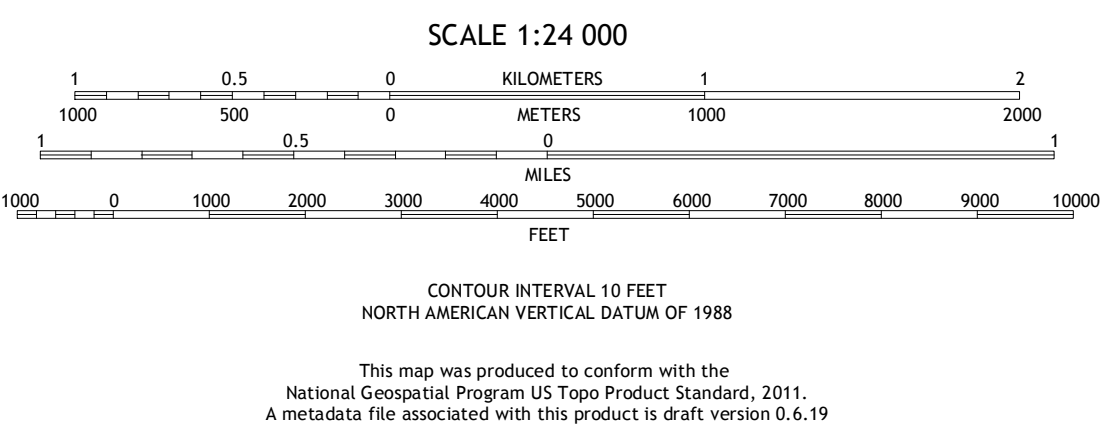 SCALE 1:24 000
1 0.5 0 KILOMETERS 1 2
1000 500 0 METERS 1000 2000
1 0.5 0 1
MILES
1000 0 1000 2000 3000 4000 5000 6000 7000 8000 9000 10000
FEET
CONTOUR INTERVAL 10 FEET
NORTH AMERICAN VERTICAL DATUM OF 1988
This map was produced to conform with the
National Geospatial Program US Topo Product Standard, 2011.
A metadata file associated with this product is draft version 0.6.19